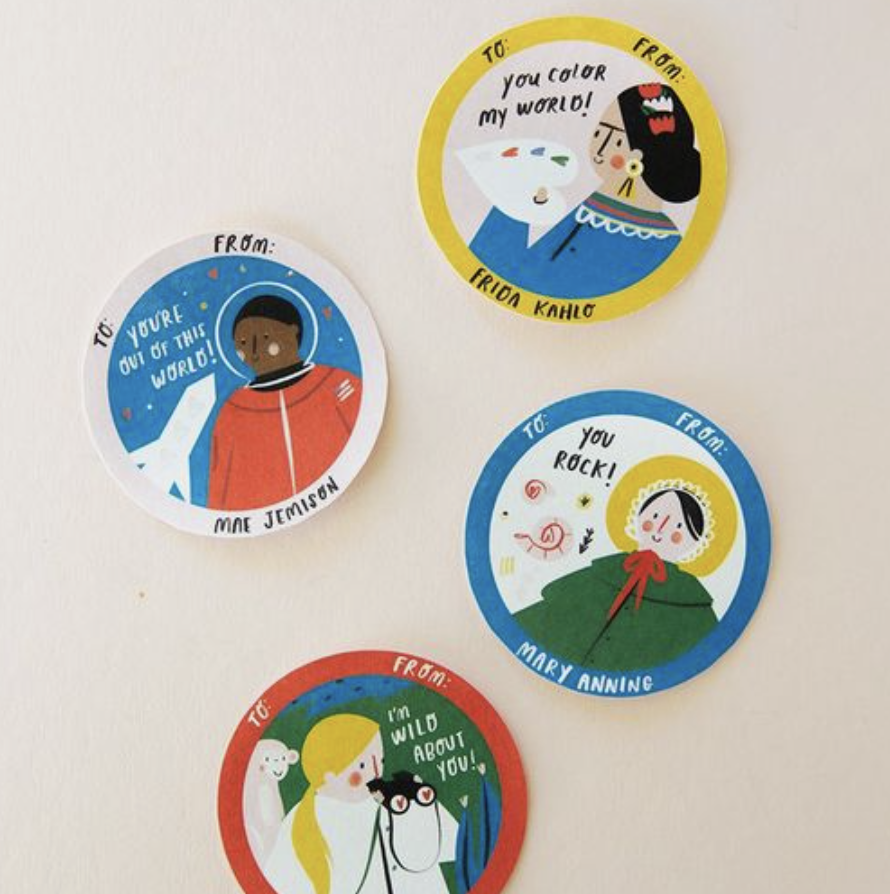 TO:
FROM:
YOU COLOR
MY WORLD!
FRIDA KAHLO
TO:
FROM:
YOU'RE
OUT OF THIS
WORLD!
MAE JEMISON
TO:
FROM:
YOU
ROCK!
MARY ANNING
TO:
FROM:
I'M
WILD
ABOUT
YOU!